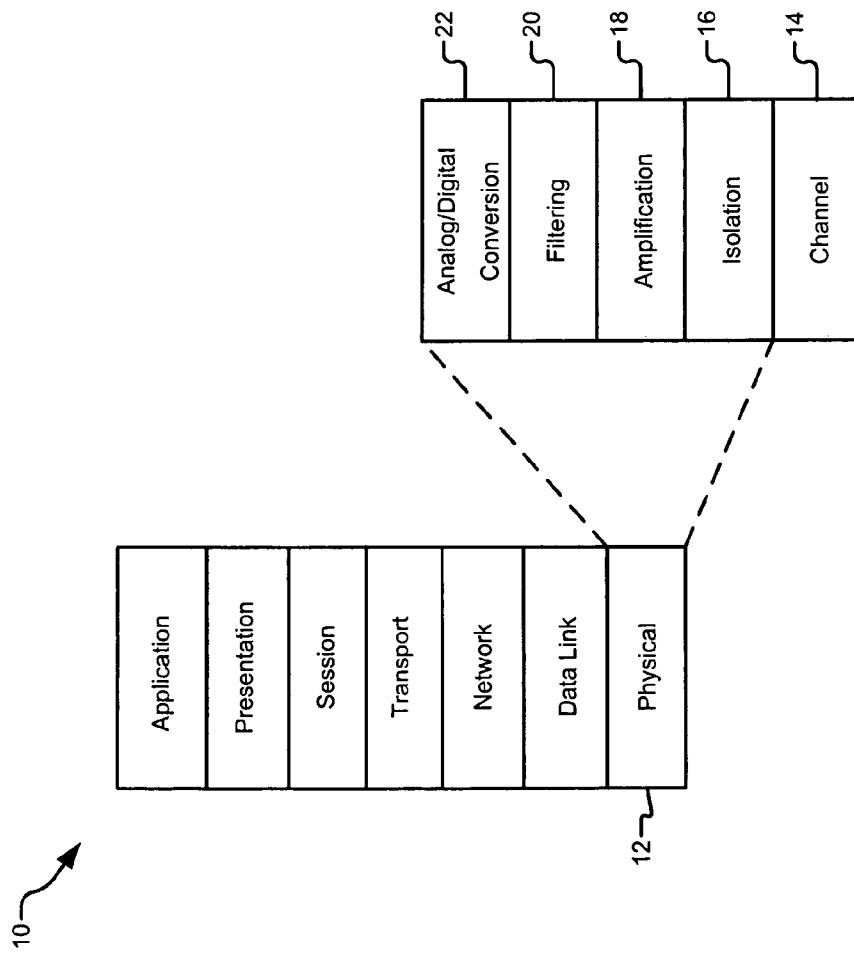 10
Application
Presentation
Session
Transport
Network
Data Link
Physical
12
Analog/Digital
Conversion
22
Filtering
20
Amplification
18
Isolation
16
Channel
14